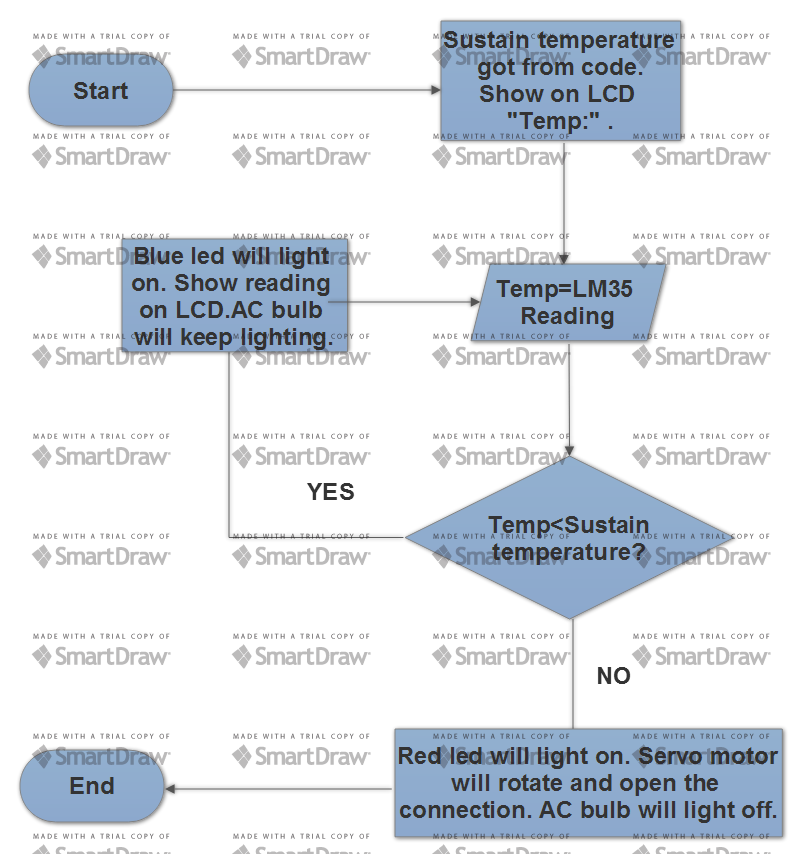 Start
Sustain temperature
got from code.
Show on LCD
"Temp:" .
Blue led will light
on. Show reading
on LCD.AC bulb
will keep lighting.
Temp=LM35
Reading
YES
Temp<Sustain
temperature?
NO
Red led will light on. Servo motor
will rotate and open the
connection. AC bulb will light off.
End
MADE WITH A TRIAL COPY OF
SmartDraw